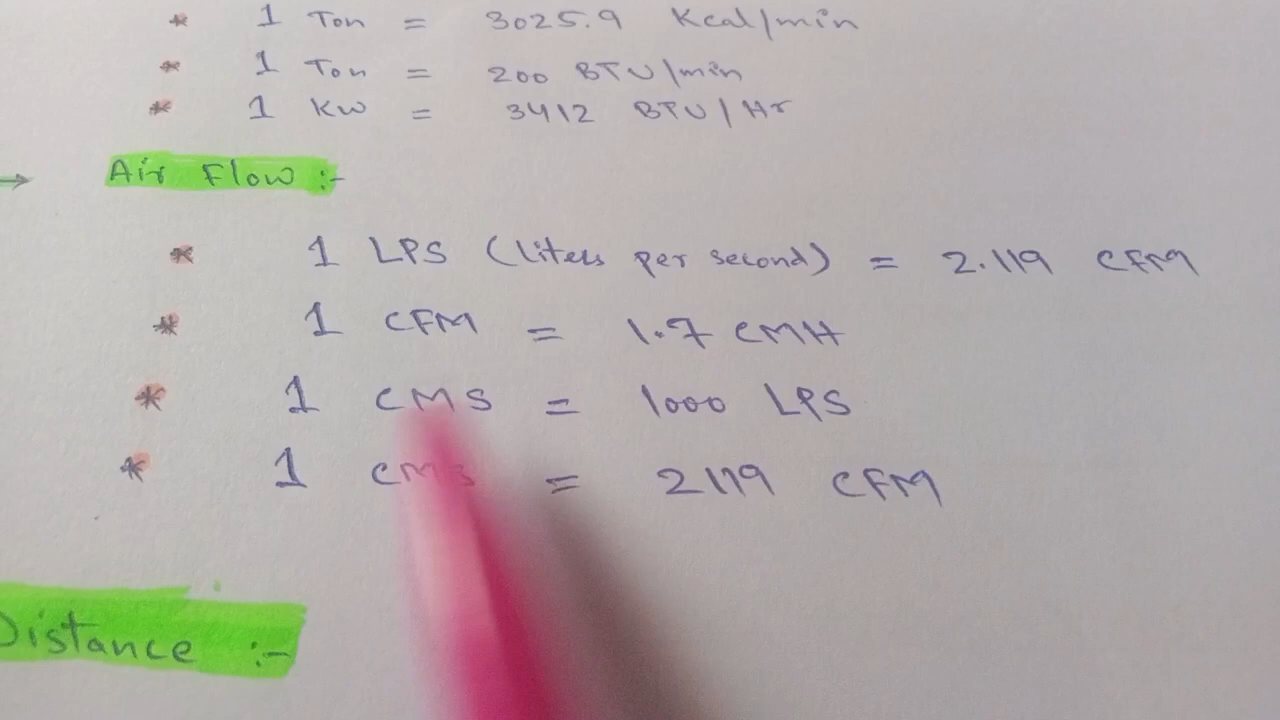 * 1 Ton = 3025.9 Kcal/min
* 1 Ton = 200 BTU/min
* 1 KW = 3412 BTU/Hr
→ Air Flow :-
* 1 LPS (liters per second) = 2.119 CFM
* 1 CFM = 1.7 CMH
* 1 CMS = 1000 LPS
* 1 CMS = 2119 CFM
Distance :-